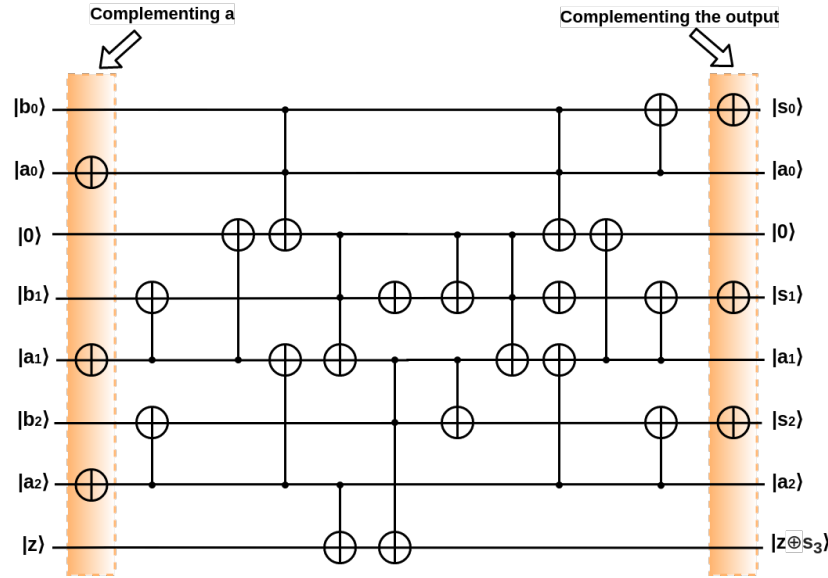 Complementing a
Complementing the output
|b₀⟩ |s₀⟩
|a₀⟩ |a₀⟩
|0⟩ |0⟩
|b₁⟩ |s₁⟩
|a₁⟩ |a₁⟩
|b₂⟩ |s₂⟩
|a₂⟩ |a₂⟩
|z⟩ |z⊕s₃⟩